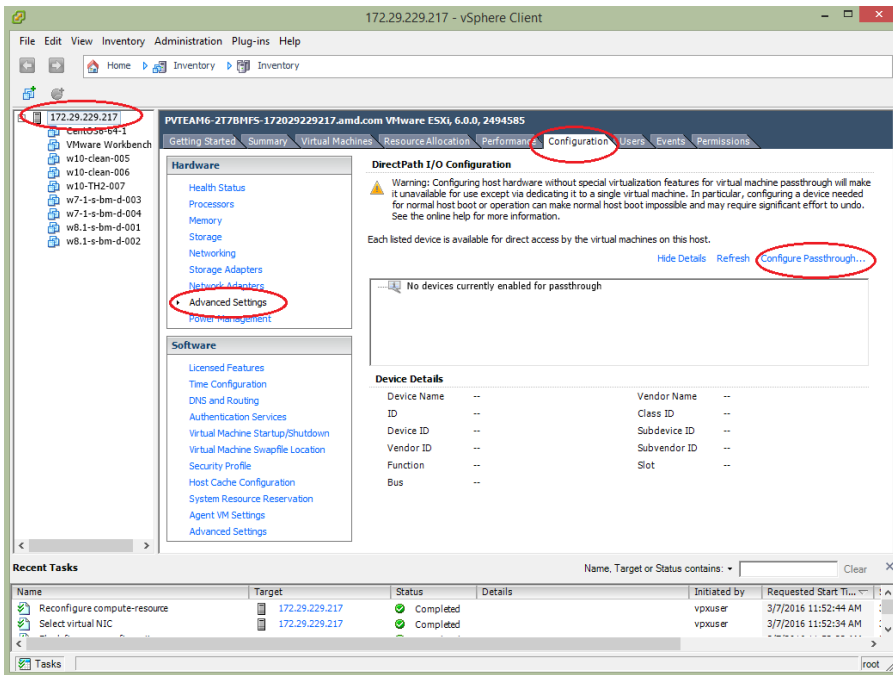 172.29.229.217 - vSphere Client
File Edit View Inventory Administration Plug-ins Help
Home Inventory Inventory
172.29.229.217
CentOS6-64-1
VMware Workbench
w10-clean-005
w10-clean-006
w10-TH2-007
w7-1-s-bm-d-003
w7-1-s-bm-d-004
w8.1-s-bm-d-001
w8.1-s-bm-d-002
PVTEAM6-2T7BMFS-172029229217.amd.com VMware ESXi, 6.0.0, 2494585
Getting Started Summary Virtual Machines Resource Allocation Performance Configuration Users Events Permissions
Hardware
Health Status
Processors
Memory
Storage
Networking
Storage Adapters
Network Adapters
Advanced Settings
Power Management
Software
Licensed Features
Time Configuration
DNS and Routing
Authentication Services
Virtual Machine Startup/Shutdown
Virtual Machine Swapfile Location
Security Profile
Host Cache Configuration
System Resource Reservation
Agent VM Settings
Advanced Settings
DirectPath I/O Configuration
Warning: Configuring host hardware without special virtualization features for virtual machine passthrough will make
it unavailable for use except via dedicating it to a single virtual machine. In particular, configuring a device needed
for normal host boot or operation can make normal host boot impossible and may require significant effort to undo.
See the online help for more information.
Each listed device is available for direct access by the virtual machines on this host.
Hide Details Refresh Configure Passthrough...
No devices currently enabled for passthrough
Device Details
Device Name -- Vendor Name --
ID -- Class ID --
Device ID -- Subdevice ID --
Vendor ID -- Subvendor ID --
Function -- Slot --
Bus --
Recent Tasks Name, Target or Status contains: Clear
Name Target Status Details Initiated by Requested Start Ti...
Reconfigure compute-resource 172.29.229.217 Completed vpxuser 3/7/2016 11:52:44 AM
Select virtual NIC 172.29.229.217 Completed vpxuser 3/7/2016 11:52:34 AM
Tasks root